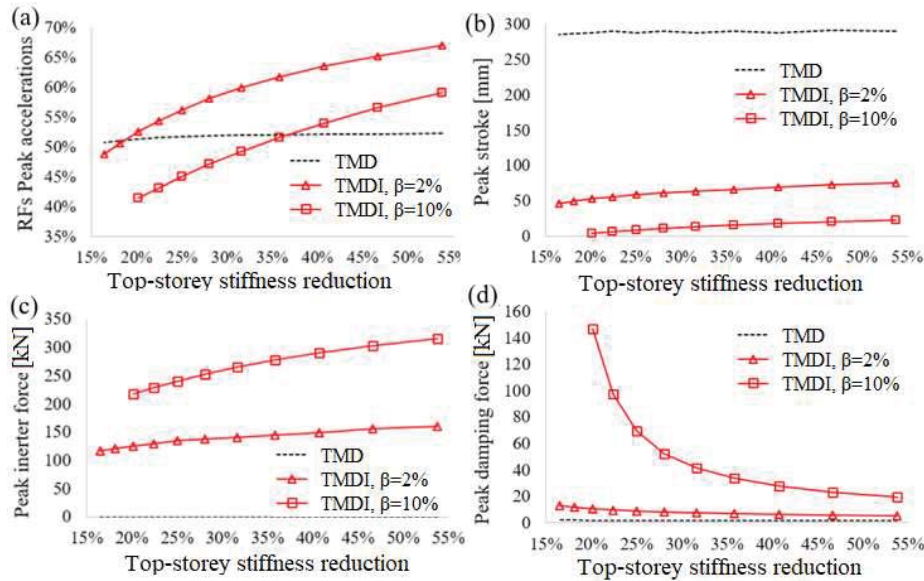 (a)
RFs Peak accelerations
70%
65%
60%
55%
50%
45%
40%
35%
TMD
TMDI, β=2%
TMDI, β=10%
15% 20% 25% 30% 35% 40% 45% 50% 55%
Top-storey stiffness reduction
(b)
Peak stroke [mm]
300
250
200
150
100
50
0
TMD
TMDI, β=2%
TMDI, β=10%
15% 20% 25% 30% 35% 40% 45% 50% 55%
Top-storey stiffness reduction
(c)
Peak inerter force [kN]
350
300
250
200
150
100
50
0
TMD
TMDI, β=2%
TMDI, β=10%
15% 20% 25% 30% 35% 40% 45% 50% 55%
Top-storey stiffness reduction
(d)
Peak damping force [kN]
160
140
120
100
80
60
40
20
0
TMD
TMDI, β=2%
TMDI, β=10%
15% 20% 25% 30% 35% 40% 45% 50% 55%
Top-storey stiffness reduction